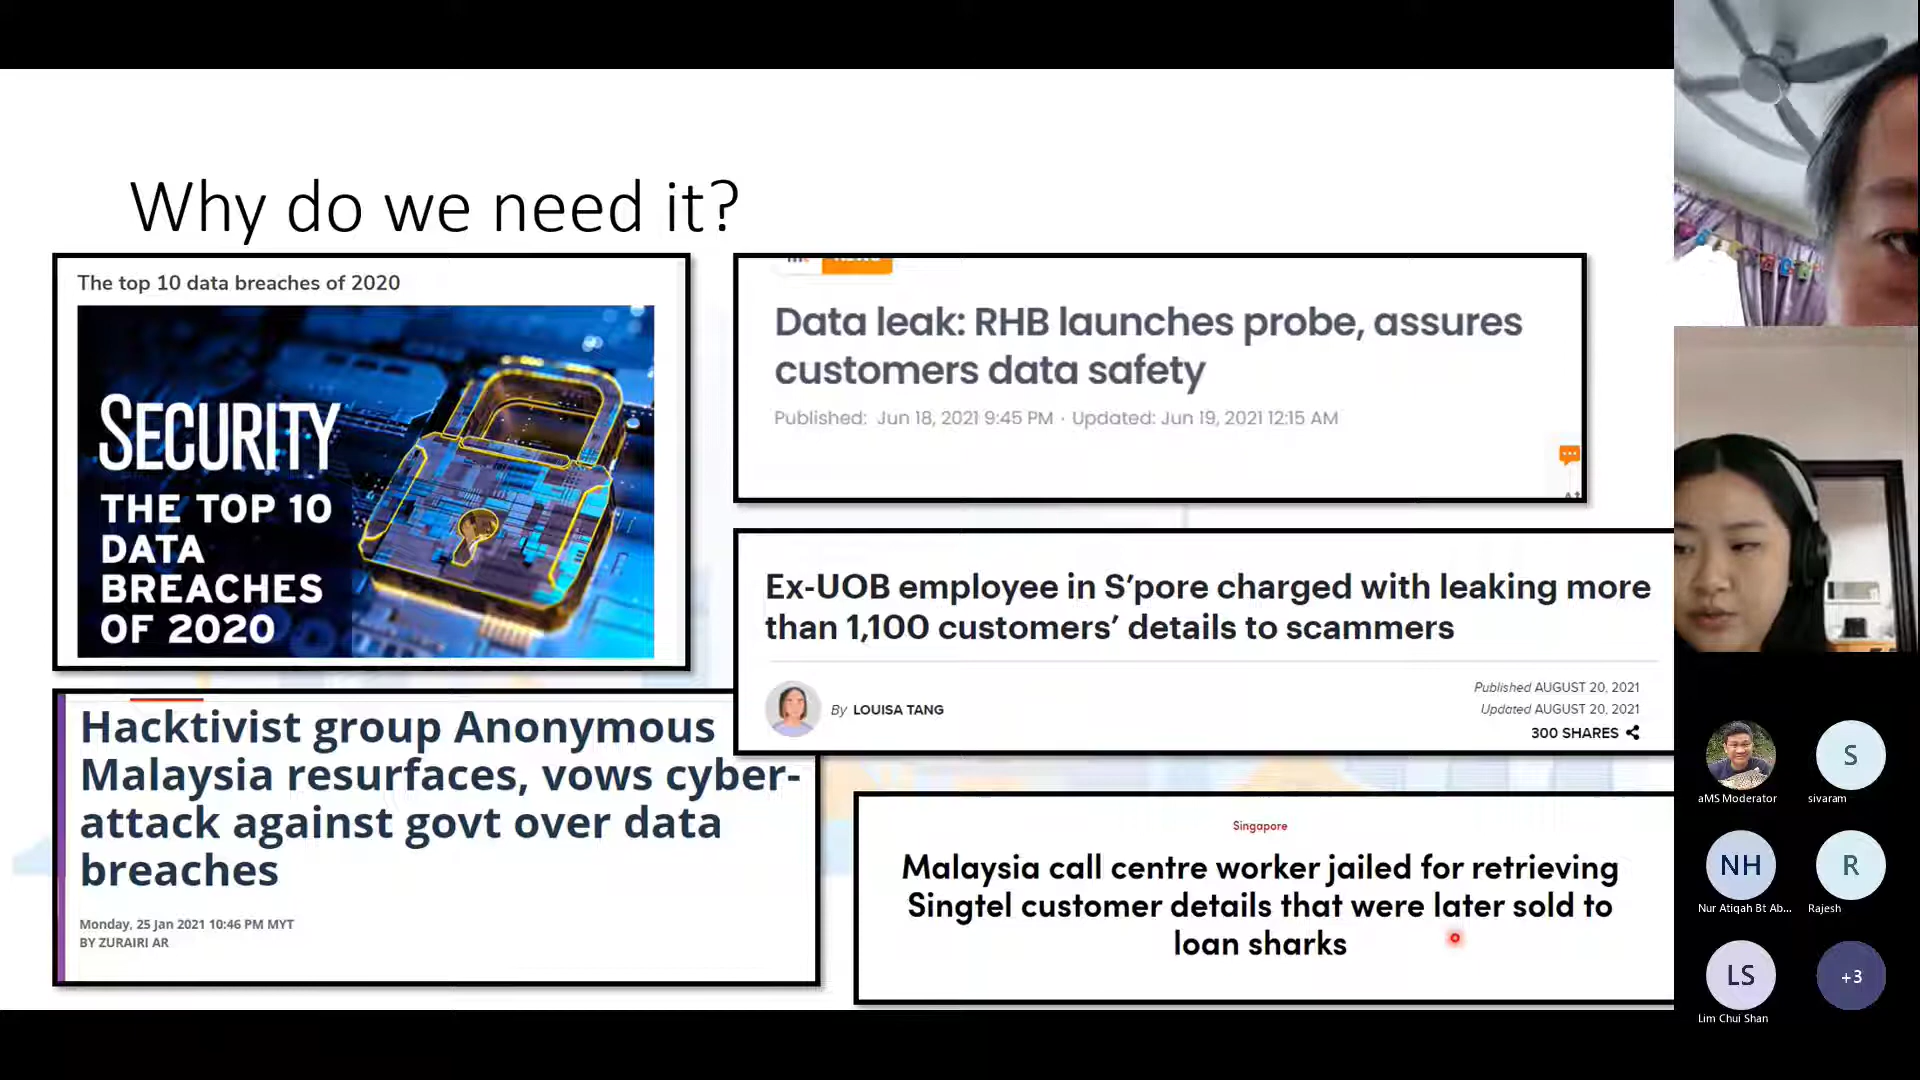 Why do we need it?
The top 10 data breaches of 2020
SECURITY
THE TOP 10
DATA
BREACHES
OF 2020
Data leak: RHB launches probe, assures
customers data safety
Published: Jun 18, 2021 9:45 PM · Updated: Jun 19, 2021 12:15 AM
Ex-UOB employee in S'pore charged with leaking more
than 1,100 customers' details to scammers
By LOUISA TANG
Published AUGUST 20, 2021
Updated AUGUST 20, 2021
300 SHARES
Hacktivist group Anonymous
Malaysia resurfaces, vows cyber-
attack against govt over data
breaches
Monday, 25 Jan 2021 10:46 PM MYT
BY ZURAIRI AR
Singapore
Malaysia call centre worker jailed for retrieving
Singtel customer details that were later sold to
loan sharks
aMS Moderator
S
sivaram
NH
Nur Atiqah Bt Ab...
R
Rajesh
LS
Lim Chui Shan
+3